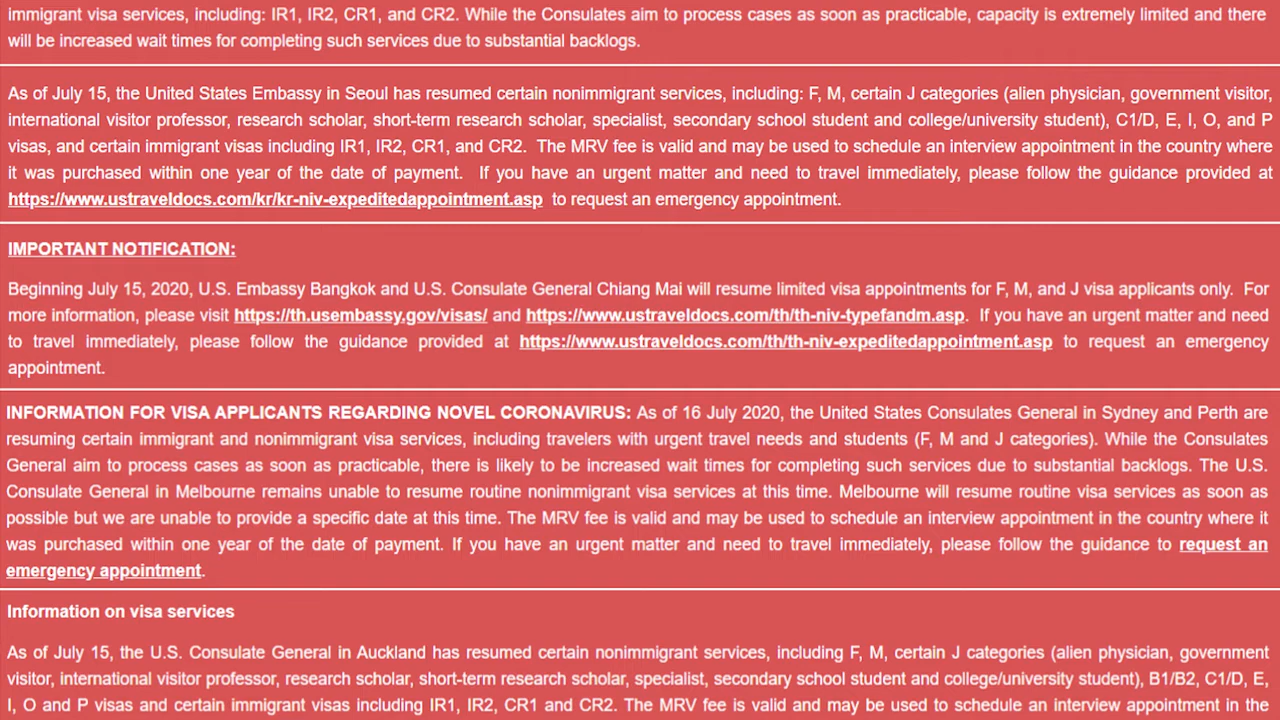 immigrant visa services, including: IR1, IR2, CR1, and CR2. While the Consulates aim to process cases as soon as practicable, capacity is extremely limited and there
will be increased wait times for completing such services due to substantial backlogs.
As of July 15, the United States Embassy in Seoul has resumed certain nonimmigrant services, including: F, M, certain J categories (alien physician, government visitor,
international visitor professor, research scholar, short-term research scholar, specialist, secondary school student and college/university student), C1/D, E, I, O, and P
visas, and certain immigrant visas including IR1, IR2, CR1, and CR2. The MRV fee is valid and may be used to schedule an interview appointment in the country where
it was purchased within one year of the date of payment. If you have an urgent matter and need to travel immediately, please follow the guidance provided at
https://www.ustraveldocs.com/kr/kr-niv-expeditedappointment.asp to request an emergency appointment.
IMPORTANT NOTIFICATION:
Beginning July 15, 2020, U.S. Embassy Bangkok and U.S. Consulate General Chiang Mai will resume limited visa appointments for F, M, and J visa applicants only. For
more information, please visit https://th.usembassy.gov/visas/ and https://www.ustraveldocs.com/th/th-niv-typefandm.asp. If you have an urgent matter and need
to travel immediately, please follow the guidance provided at https://www.ustraveldocs.com/th/th-niv-expeditedappointment.asp to request an emergency
appointment.
INFORMATION FOR VISA APPLICANTS REGARDING NOVEL CORONAVIRUS: As of 16 July 2020, the United States Consulates General in Sydney and Perth are
resuming certain immigrant and nonimmigrant visa services, including travelers with urgent travel needs and students (F, M and J categories). While the Consulates
General aim to process cases as soon as practicable, there is likely to be increased wait times for completing such services due to substantial backlogs. The U.S.
Consulate General in Melbourne remains unable to resume routine nonimmigrant visa services at this time. Melbourne will resume routine visa services as soon as
possible but we are unable to provide a specific date at this time. The MRV fee is valid and may be used to schedule an interview appointment in the country where it
was purchased within one year of the date of payment. If you have an urgent matter and need to travel immediately, please follow the guidance to request an
emergency appointment.
Information on visa services
As of July 15, the U.S. Consulate General in Auckland has resumed certain nonimmigrant services, including F, M, certain J categories (alien physician, government
visitor, international visitor professor, research scholar, short-term research scholar, specialist, secondary school student and college/university student), B1/B2, C1/D, E,
I, O and P visas and certain immigrant visas including IR1, IR2, CR1 and CR2. The MRV fee is valid and may be used to schedule an interview appointment in the